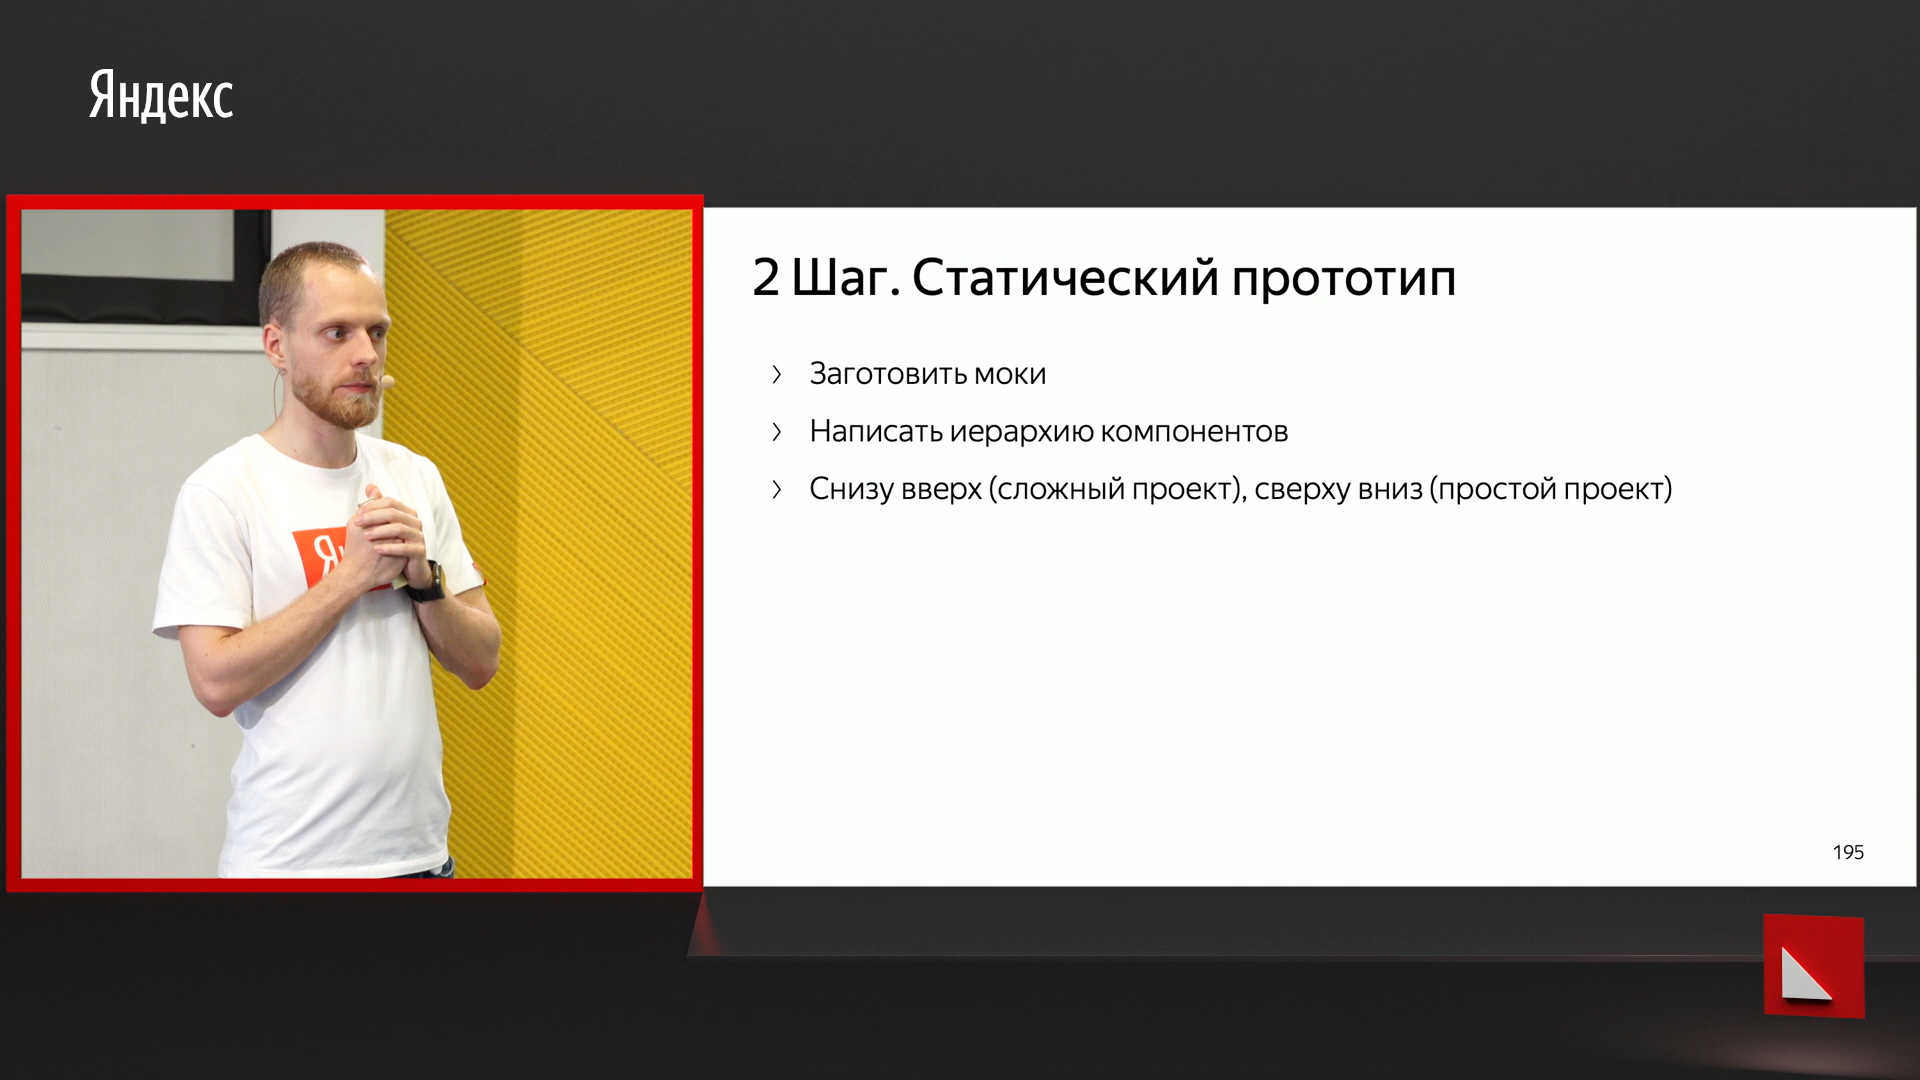 Яндекс
2 Шаг. Статический прототип
Заготовить моки
Написать иерархию компонентов
Снизу вверх (сложный проект), сверху вниз (простой проект)
195